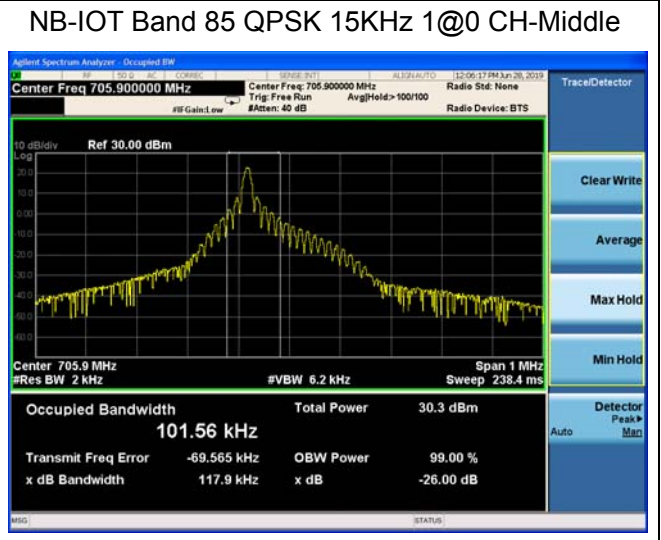 NB-IOT Band 85 QPSK 15KHz 1@0 CH-Middle
Agilent Spectrum Analyzer - Occupied BW
RF 50 Ω AC CORREC SENSE:INT ALIGN AUTO 12:06:17 PM Jun 28, 2019
Center Freq 705.900000 MHz
Center Freq: 705.900000 MHz Radio Std: None
Trig: Free Run Avg|Hold:>100/100
#IFGain:Low #Atten: 40 dB Radio Device: BTS
Trace/Detector
10 dB/div Ref 30.00 dBm
Log
20.0
10.0
0.00
-10.0
-20.0
-30.0
-40.0
-50.0
-60.0
Clear Write
Average
Max Hold
Min Hold
Center 705.9 MHz Span 1 MHz
#Res BW 2 kHz #VBW 6.2 kHz Sweep 238.4 ms
Occupied Bandwidth Total Power 30.3 dBm
101.56 kHz
Transmit Freq Error -69.565 kHz OBW Power 99.00 %
x dB Bandwidth 117.9 kHz x dB -26.00 dB
Detector
Peak▶
Auto Man
MSG STATUS